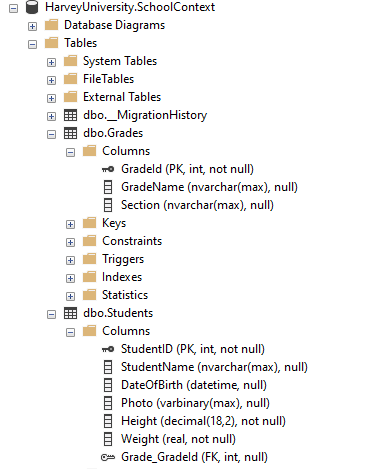 HarveyUniversity.SchoolContext
Database Diagrams
Tables
System Tables
FileTables
External Tables
dbo.__MigrationHistory
dbo.Grades
Columns
GradeId (PK, int, not null)
GradeName (nvarchar(max), null)
Section (nvarchar(max), null)
Keys
Constraints
Triggers
Indexes
Statistics
dbo.Students
Columns
StudentID (PK, int, not null)
StudentName (nvarchar(max), null)
DateOfBirth (datetime, null)
Photo (varbinary(max), null)
Height (decimal(18,2), not null)
Weight (real, not null)
Grade_GradeId (FK, int, null)